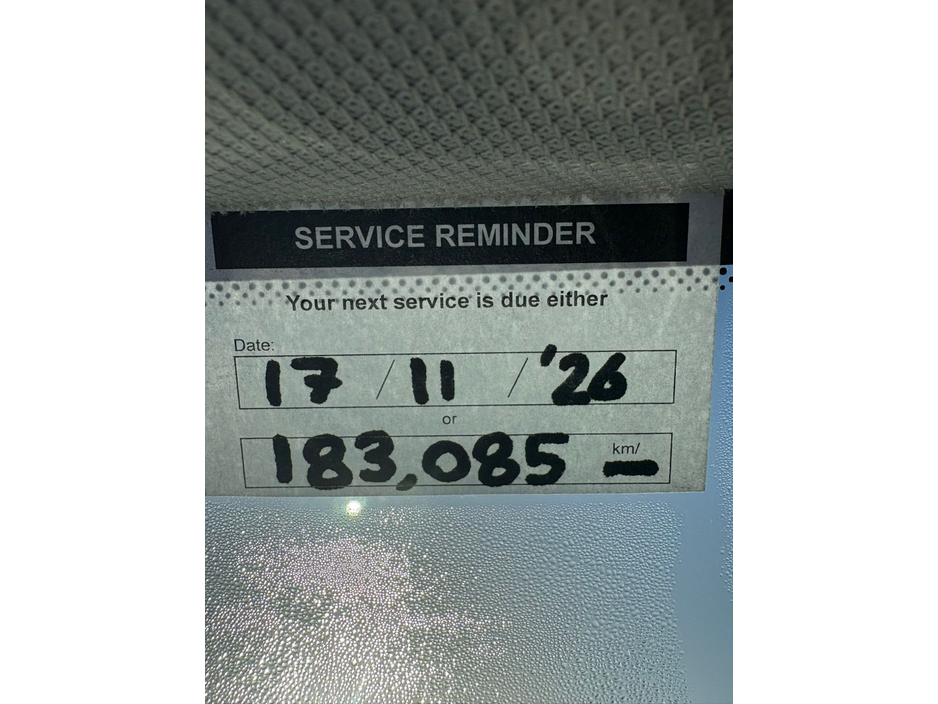 SERVICE REMINDER
Your next service is due either
Date:
17 / 11 / '26
or
183,085 km/